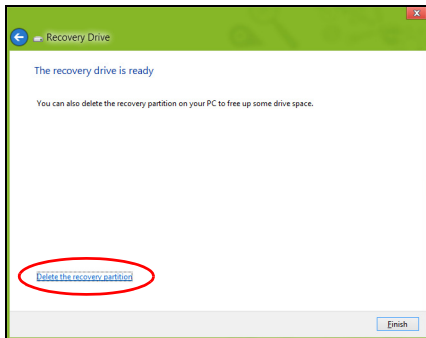 x
Recovery Drive
The recovery drive is ready
You can also delete the recovery partition on your PC to free up some drive space.
Delete the recovery partition
Finish